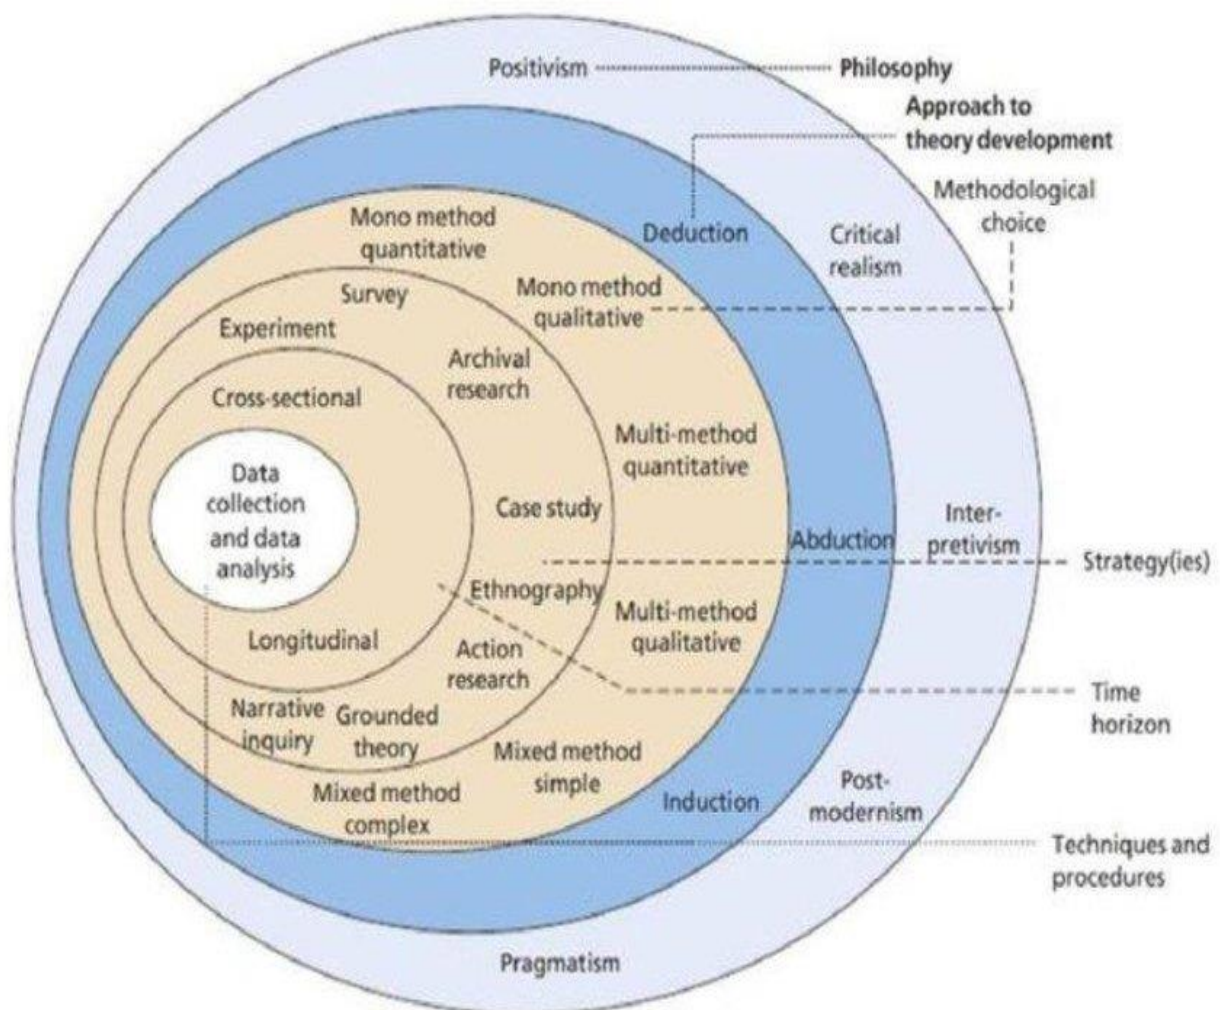 Positivism
Philosophy
Approach to
theory development
Methodological
choice
Deduction
Critical
realism
Mono method
quantitative
Mono method
qualitative
Survey
Experiment
Archival
research
Cross-sectional
Multi-method
quantitative
Data
collection
and data
analysis
Case study
Abduction
Inter-
pretivism
Strategy(ies)
Ethnography
Multi-method
qualitative
Longitudinal
Action
research
Time
horizon
Narrative
inquiry
Grounded
theory
Mixed method
simple
Mixed method
complex
Induction
Post-
modernism
Techniques and
procedures
Pragmatism